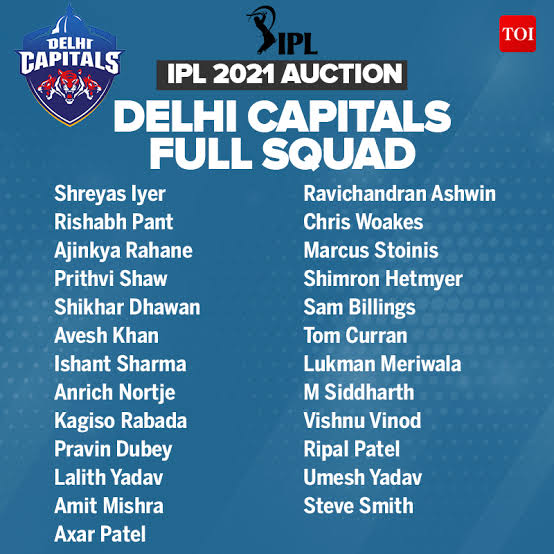 DELHI
CAPITALS
IPL
TOI
IPL 2021 AUCTION
DELHI CAPITALS
FULL SQUAD
Shreyas Iyer
Rishabh Pant
Ajinkya Rahane
Prithvi Shaw
Shikhar Dhawan
Avesh Khan
Ishant Sharma
Anrich Nortje
Kagiso Rabada
Pravin Dubey
Lalith Yadav
Amit Mishra
Axar Patel
Ravichandran Ashwin
Chris Woakes
Marcus Stoinis
Shimron Hetmyer
Sam Billings
Tom Curran
Lukman Meriwala
M Siddharth
Vishnu Vinod
Ripal Patel
Umesh Yadav
Steve Smith